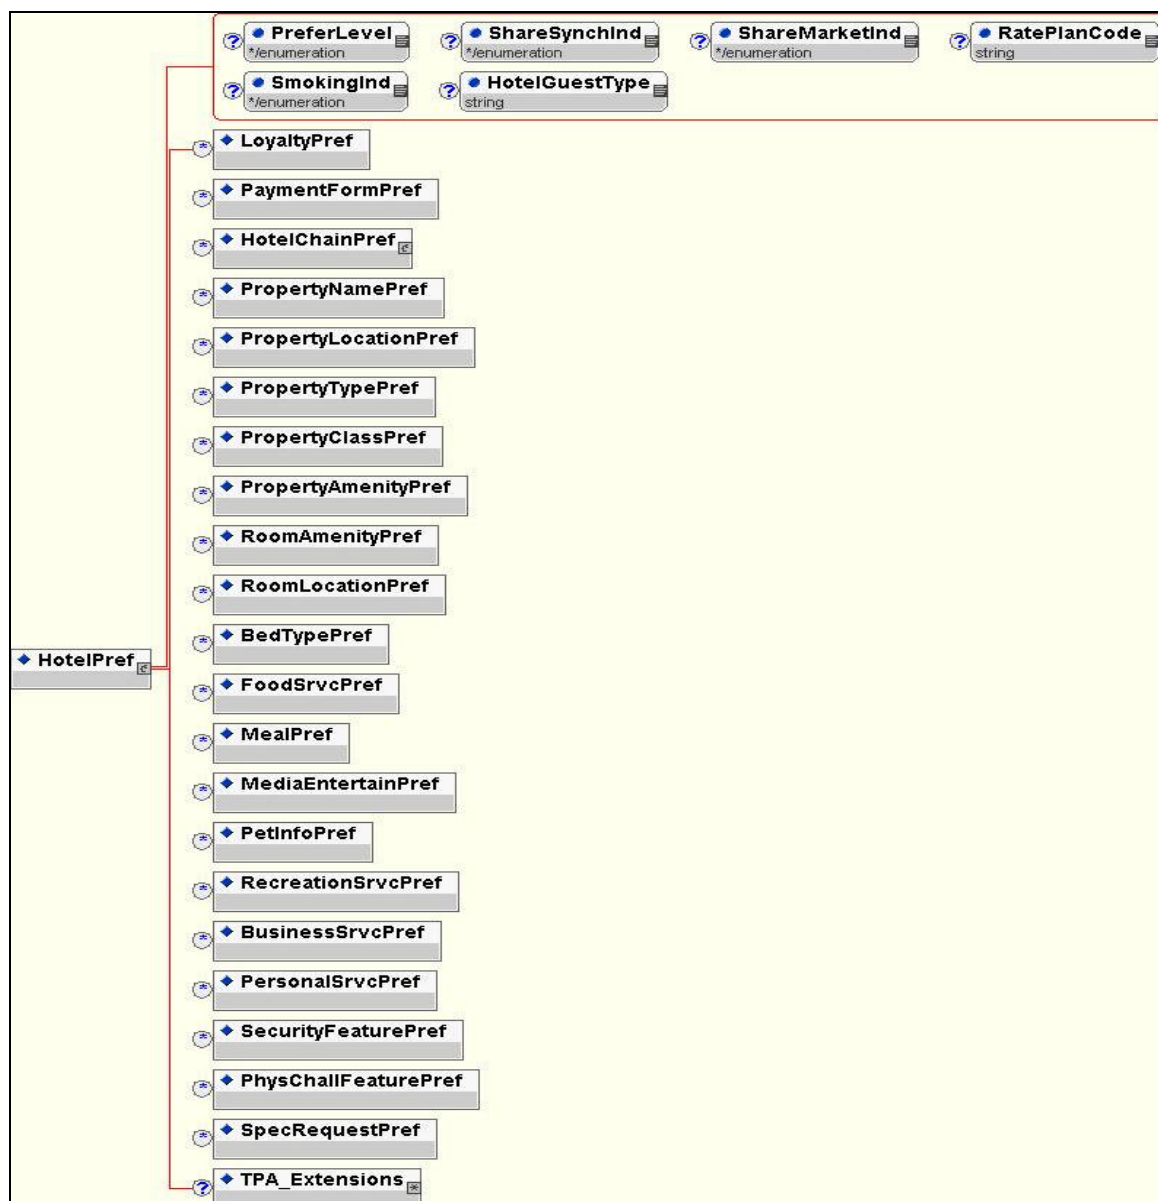 PreferLevel ShareSynchInd ShareMarketInd RatePlanCode
*/enumeration */enumeration */enumeration string
SmokingInd HotelGuestType
*/enumeration string
LoyaltyPref
PaymentFormPref
HotelChainPref
PropertyNamePref
PropertyLocationPref
PropertyTypePref
PropertyClassPref
PropertyAmenityPref
RoomAmenityPref
RoomLocationPref
BedTypePref
HotelPref
FoodSrvcPref
MealPref
MediaEntertainPref
PetInfoPref
RecreationSrvcPref
BusinessSrvcPref
PersonalSrvcPref
SecurityFeaturePref
PhysChallFeaturePref
SpecRequestPref
TPA_Extensions